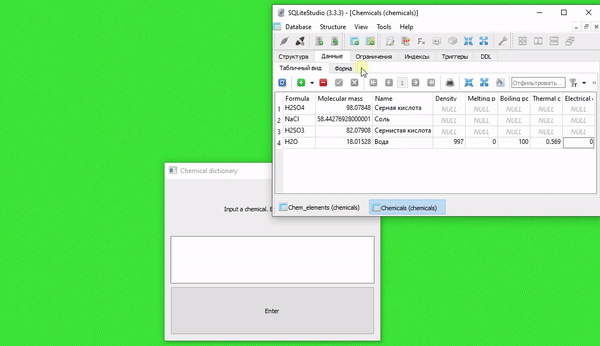 SQLiteStudio (3.3.3) - [Chemicals (chemicals)]
Database Structure View Tools Help
Структура Данные Ограничения Индексы Триггеры DDL
Табличный вид Форма
1 Отфильтровать...
Formula Molecular mass Name Density Melting p Boiling po Thermal c Electrical
1 H2SO4 98.07848 Серная кислота NULL NULL NULL NULL NULL
2 NaCl 58.44276928000001 Соль NULL NULL NULL NULL NULL
3 H2SO3 82.07908 Сернистая кислота NULL NULL NULL NULL NULL
4 H2O 18.01528 Вода 997 0 100 0.569 0
Chem_elements (chemicals) Chemicals (chemicals)
Chemical dictionary
Input a chemical.
Enter